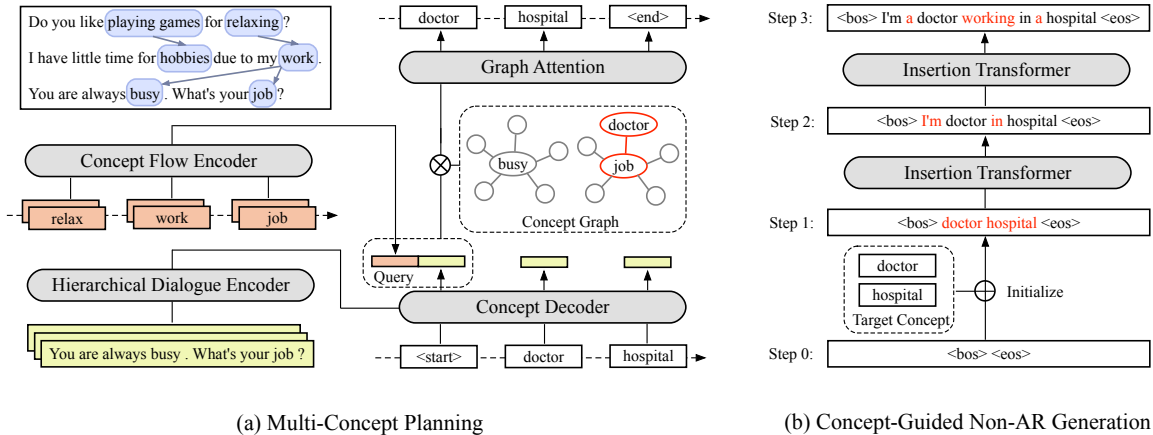 Do you like playing games for relaxing ?
I have little time for hobbies due to my work .
You are always busy . What's your job ?
Concept Flow Encoder
relax
work
job
Hierarchical Dialogue Encoder
You are always busy . What's your job ?
doctor
hospital
<end>
Graph Attention
doctor
busy
job
Concept Graph
Query
Concept Decoder
<start>
doctor
hospital
(a) Multi-Concept Planning
Step 3:
<bos> I'm a doctor working in a hospital <eos>
Insertion Transformer
Step 2:
<bos> I'm doctor in hospital <eos>
Insertion Transformer
Step 1:
<bos> doctor hospital <eos>
doctor
hospital
Target Concept
Initialize
Step 0:
<bos> <eos>
(b) Concept-Guided Non-AR Generation